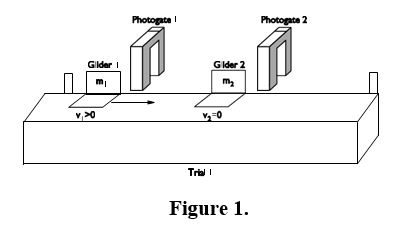 Photogate 1
Photogate 2
Glider 1
Glider 2
m1
m2
v1>0
v2=0
Trial 1
Figure 1.